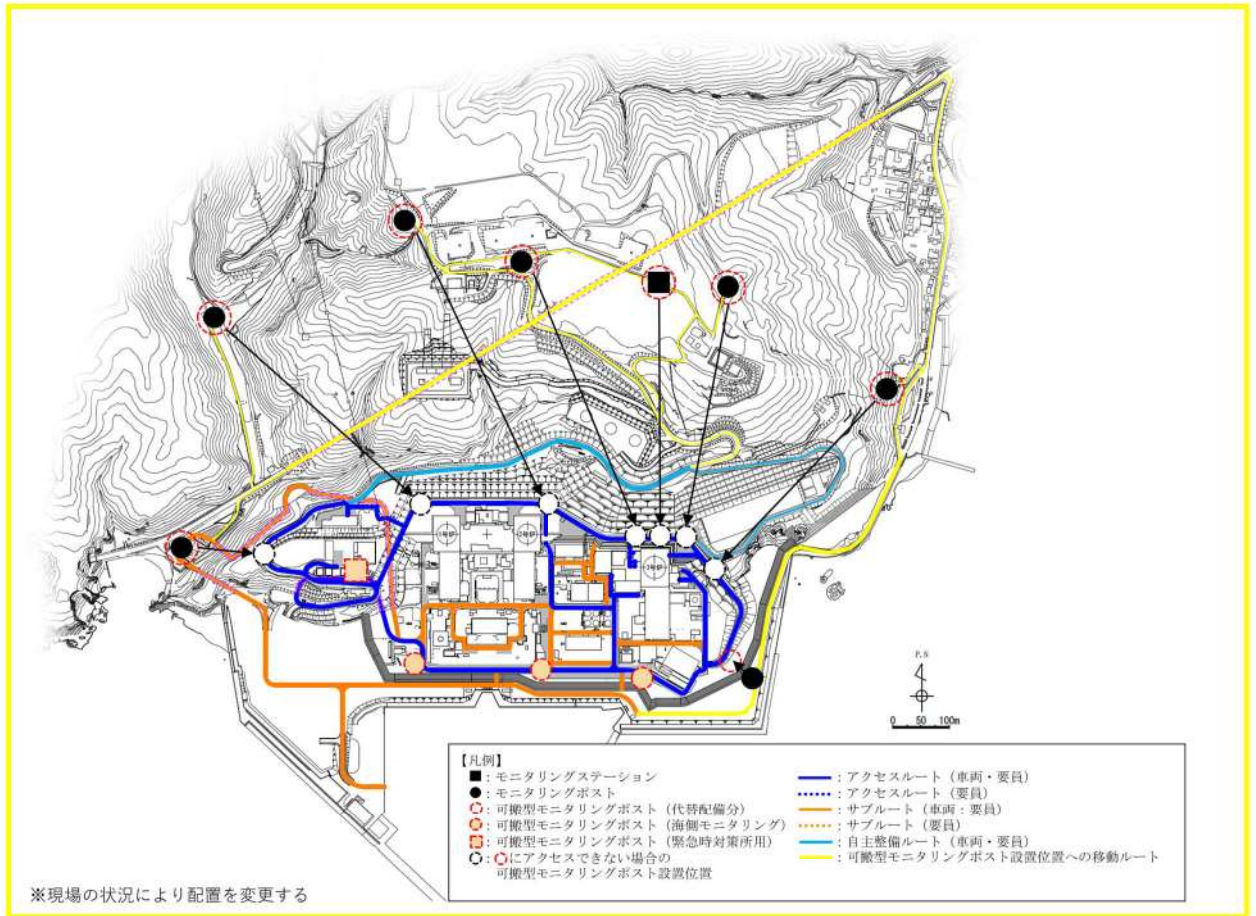 1号炉
2号炉
3号炉
P.N
0 50 100m
【凡例】
■：モニタリングステーション
●：モニタリングポスト
：可搬型モニタリングポスト（代替配備分）
：可搬型モニタリングポスト（海側モニタリング）
：可搬型モニタリングポスト（緊急時対策所用）
：にアクセスできない場合の
可搬型モニタリングポスト設置位置
：アクセスルート（車両・要員）
：アクセスルート（要員）
：サブルート（車両：要員）
：サブルート（要員）
：自主整備ルート（車両・要員）
：可搬型モニタリングポスト設置位置への移動ルート
※現場の状況により配置を変更する